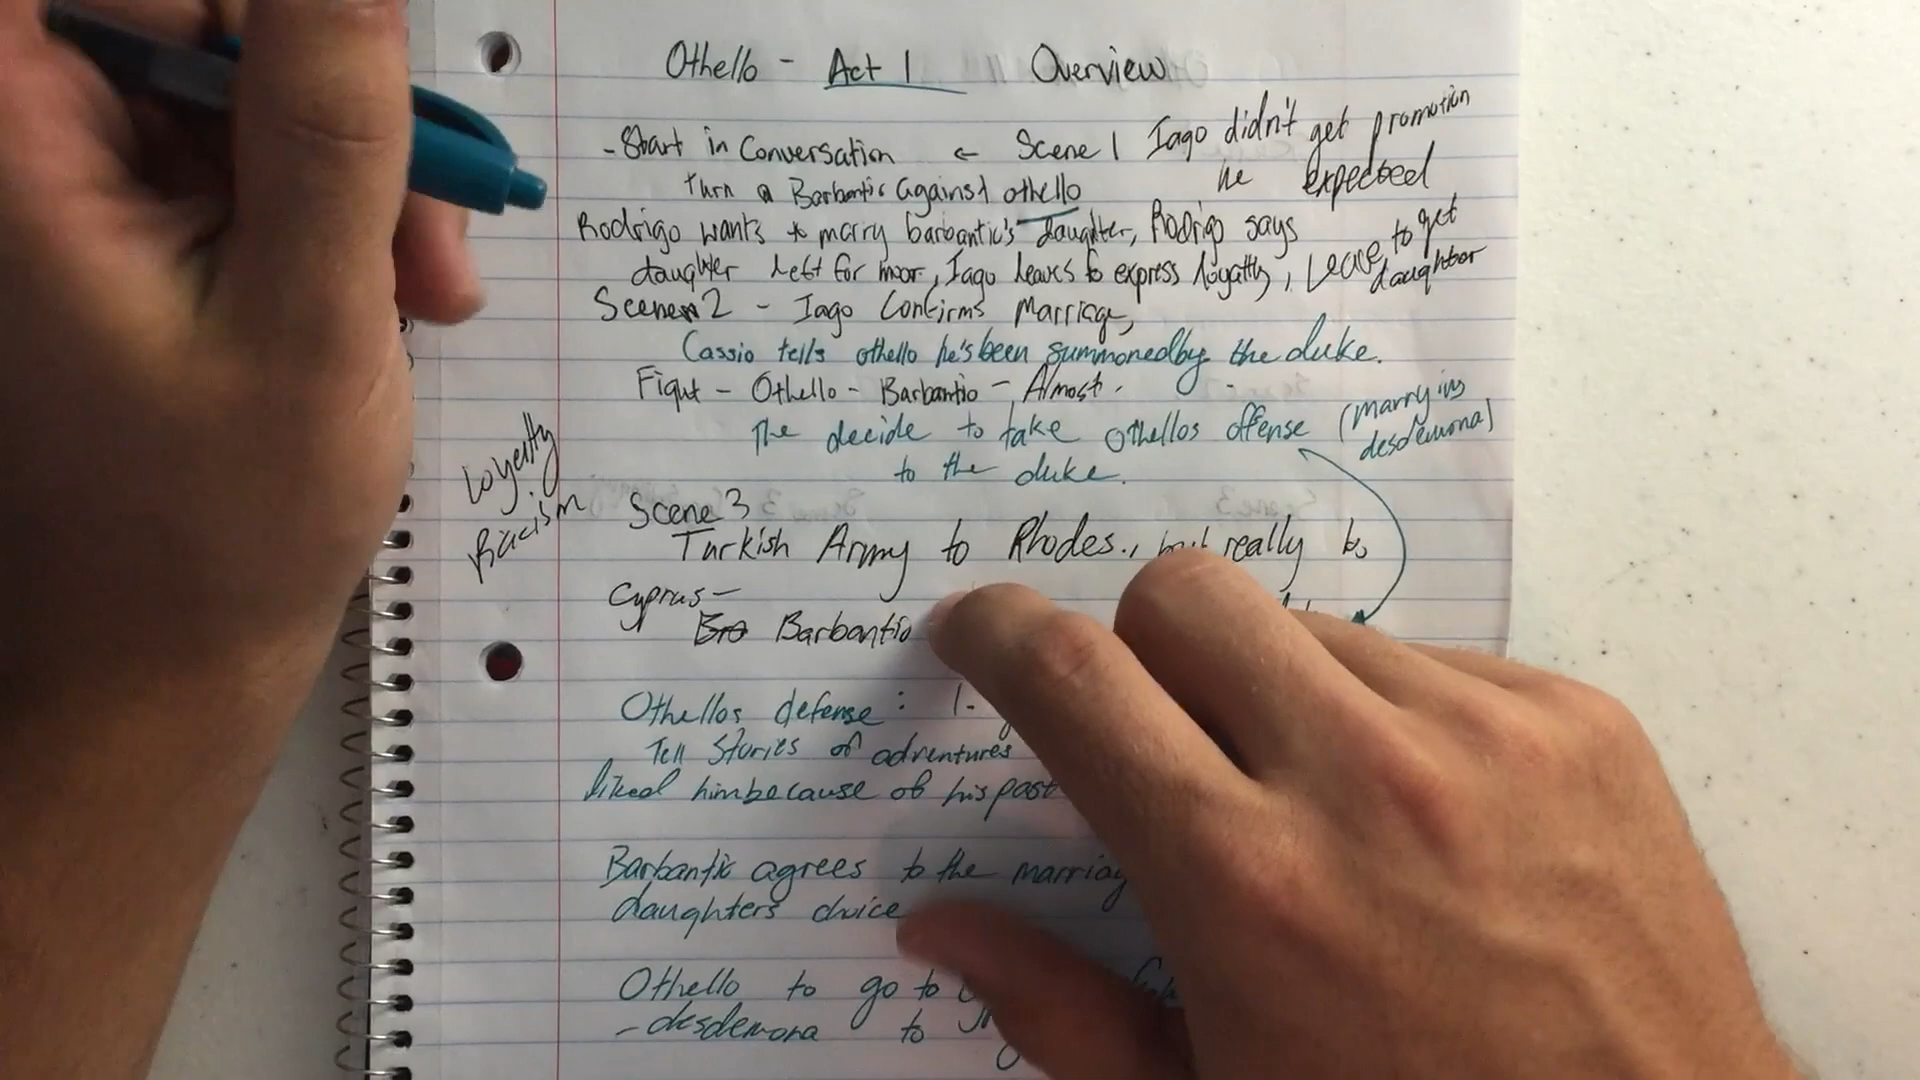 Othello - Act 1 Overview
- Start in Conversation ← Scene 1 Iago didn't get promotion
he expected
turn a Barbantio against othello
Rodrigo wants to marry barbantio's daughter, Rodrigo says
daughter left for moor, Iago leaves to express loyalty, Leave to get
daughter
Scene 2 - Iago Confirms Marriage,
Cassio tells othello he's been summoned by the duke.
Fight - Othello - Barbantio - Almost.
The decide to take Othellos offense (marrying
desdemona)
to the duke.
Loyalty
Racism
Scene 3
Turkish Army to Rhodes., but really to
Cyprus -
Bro Barbantio
Othellos defense: 1.
Tell Stories of adventures
liked him because of his past
Barbantio agrees to the
daughters choice
Othello to go to
- desdemona to